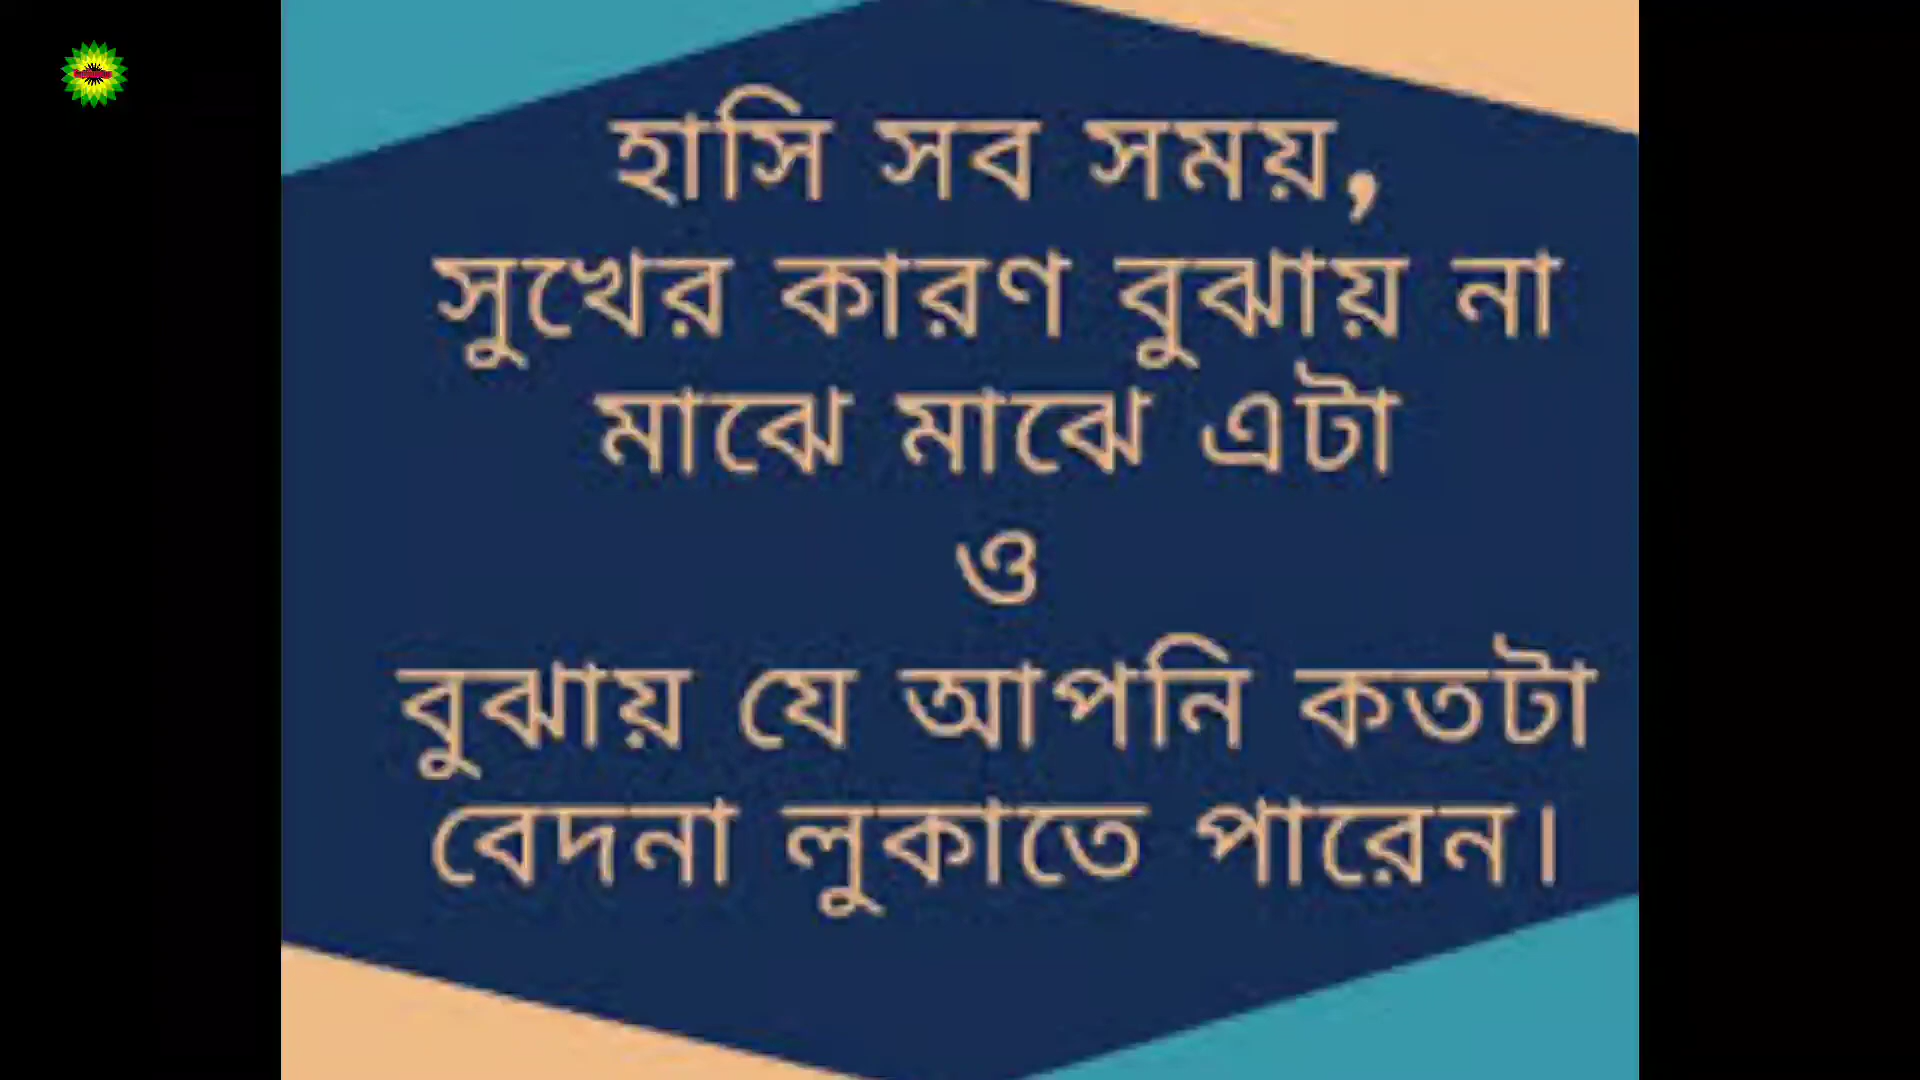 হাসি সব সময়,
সুখের কারণ বুঝায় না
মাঝে মাঝে এটা
ও
বুঝায় যে আপনি কতটা
বেদনা লুকাতে পারেন।